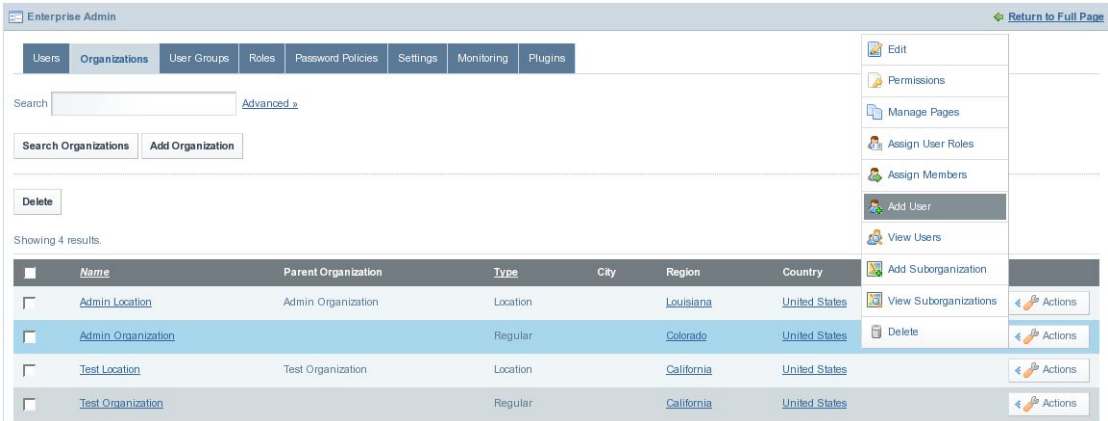 Enterprise Admin Return to Full Page
Users Organizations User Groups Roles Password Policies Settings Monitoring Plugins
Search Advanced »
Search Organizations Add Organization
Delete
Showing 4 results.
Name Parent Organization Type City Region Country
Admin Location Admin Organization Location Louisiana United States Actions
Admin Organization Regular Colorado United States Actions
Test Location Test Organization Location California United States Actions
Test Organization Regular California United States Actions
Edit
Permissions
Manage Pages
Assign User Roles
Assign Members
Add User
View Users
Add Suborganization
View Suborganizations
Delete